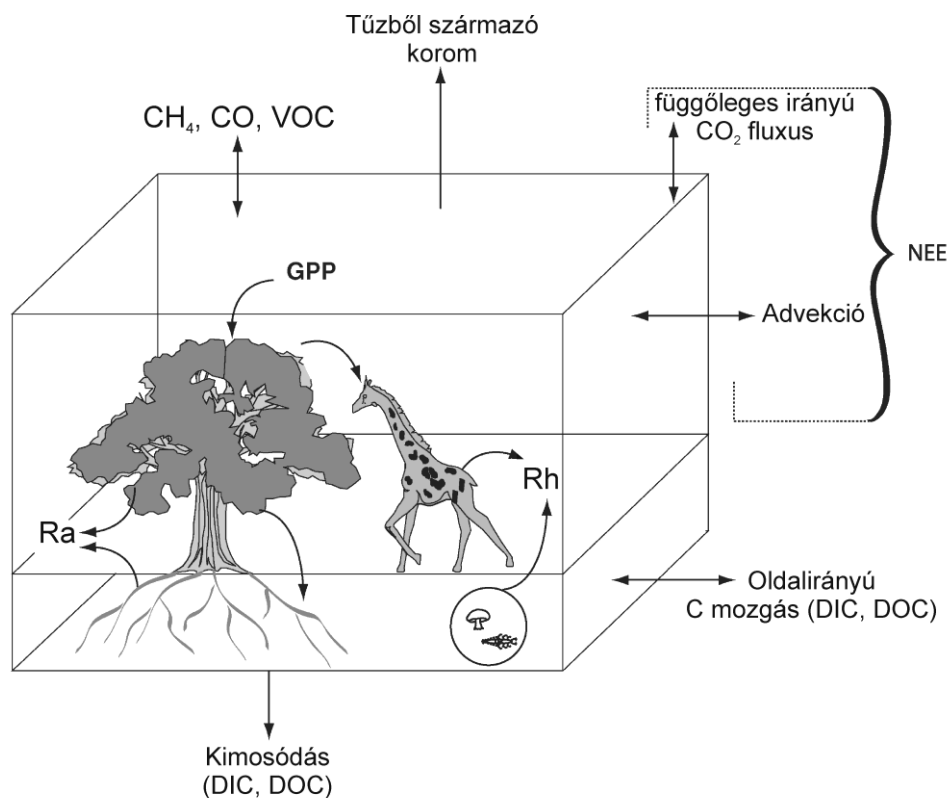 Tűzből származó
korom
CH₄, CO, VOC
függőleges irányú
CO₂ fluxus
NEE
GPP
Advekció
Rh
Ra
Oldalirányú
C mozgás (DIC, DOC)
Kimosódás
(DIC, DOC)